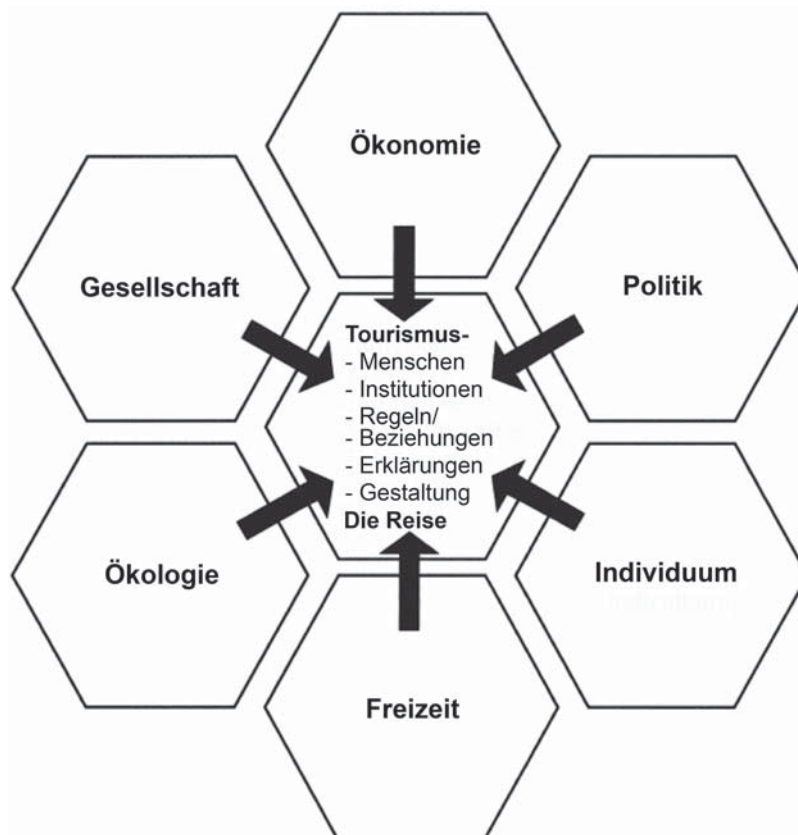 Ökonomie
Gesellschaft
Politik
Tourismus-
- Menschen
- Institutionen
- Regeln/
- Beziehungen
- Erklärungen
- Gestaltung
Die Reise
Ökologie
Individuum
Freizeit